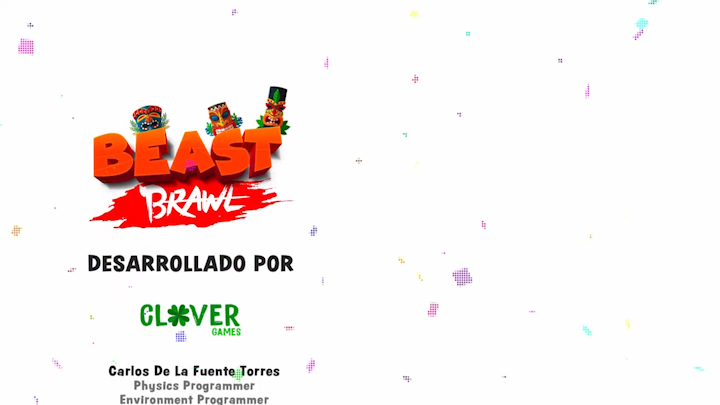 BEAST
BRAWL
DESARROLLADO POR
CLOVER
GAMES
Carlos De La Fuente Torres
Physics Programmer
Environment Programmer